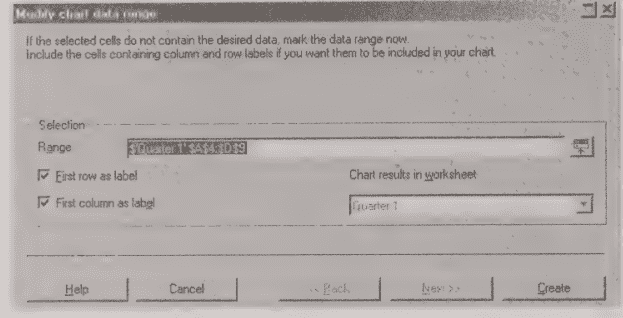 Modify chart data range
If the selected cells do not contain the desired data, mark the data range now.
Include the cells containing column and row labels if you want them to be included in your chart.
Selection
Range
First row as label
Chart results in worksheet
First column as label
Quarter 1
Help Cancel << Back Next >> Create